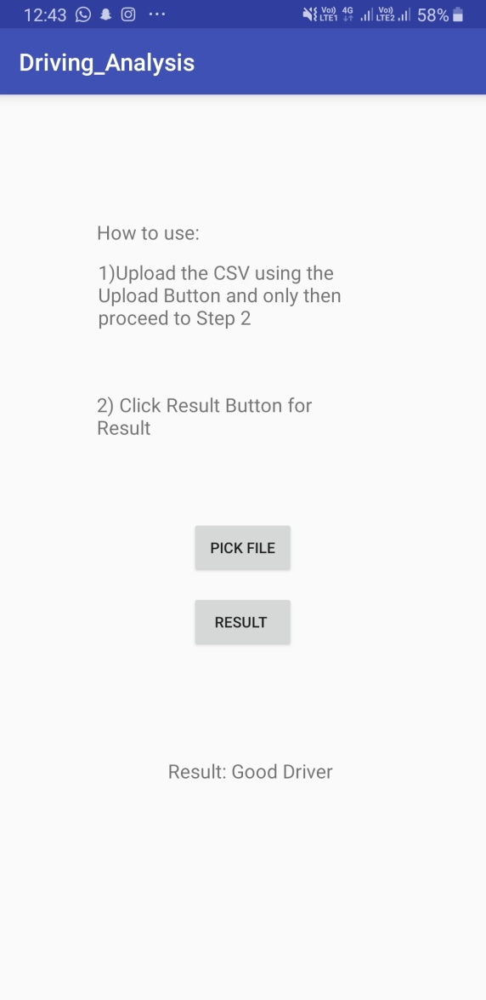 12:43 ... Vo) LTE1 4G Vo) LTE2 58%
Driving_Analysis
How to use:
1)Upload the CSV using the
Upload Button and only then
proceed to Step 2
2) Click Result Button for
Result
PICK FILE
RESULT
Result: Good Driver